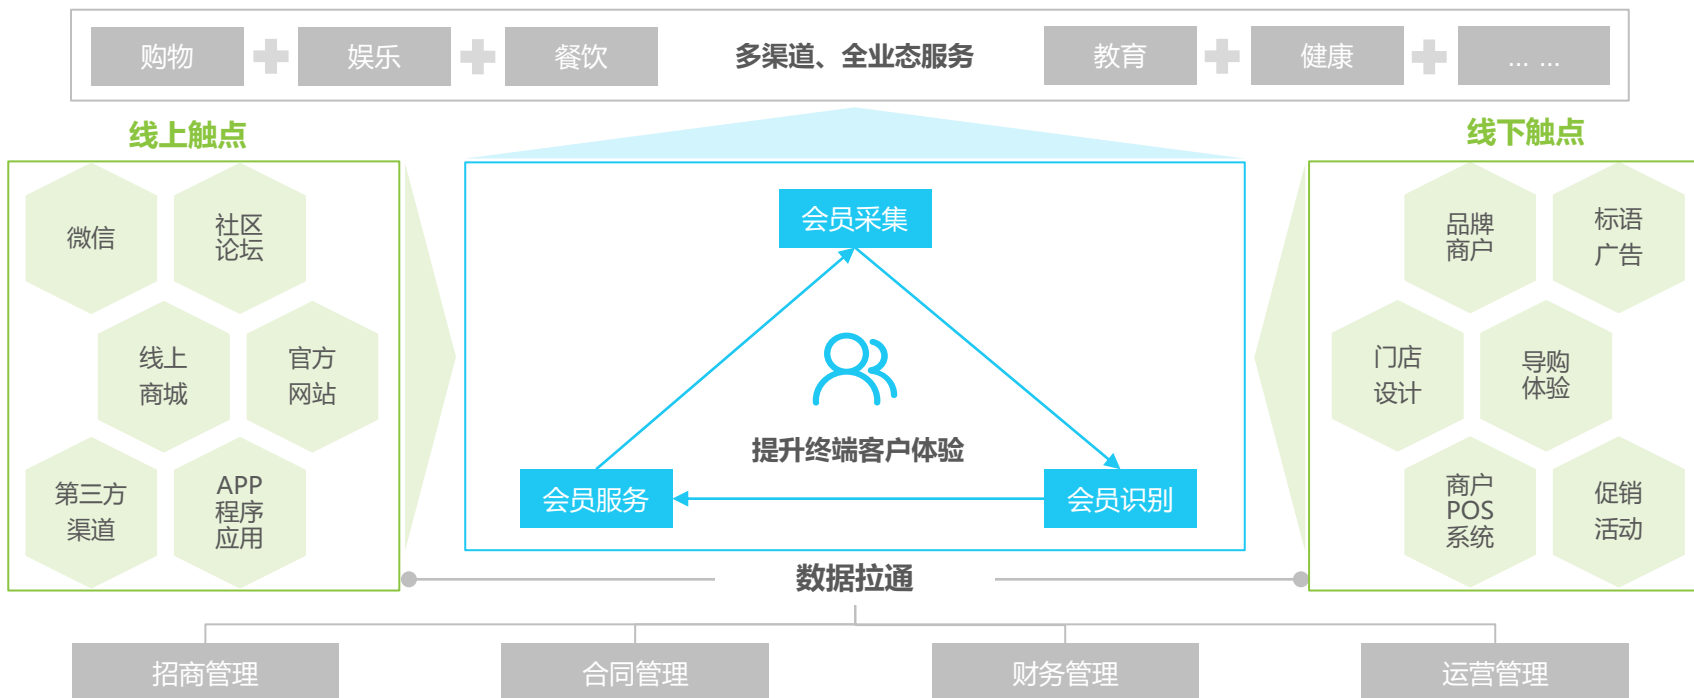 购物
娱乐
餐饮
多渠道、全业态服务
教育
健康
... ...
线上触点
线下触点
微信
社区
论坛
线上
商城
官方
网站
第三方
渠道
APP
程序
应用
会员采集
提升终端客户体验
会员服务
会员识别
品牌
商户
标语
广告
门店
设计
导购
体验
商户
POS
系统
促销
活动
数据拉通
招商管理
合同管理
财务管理
运营管理